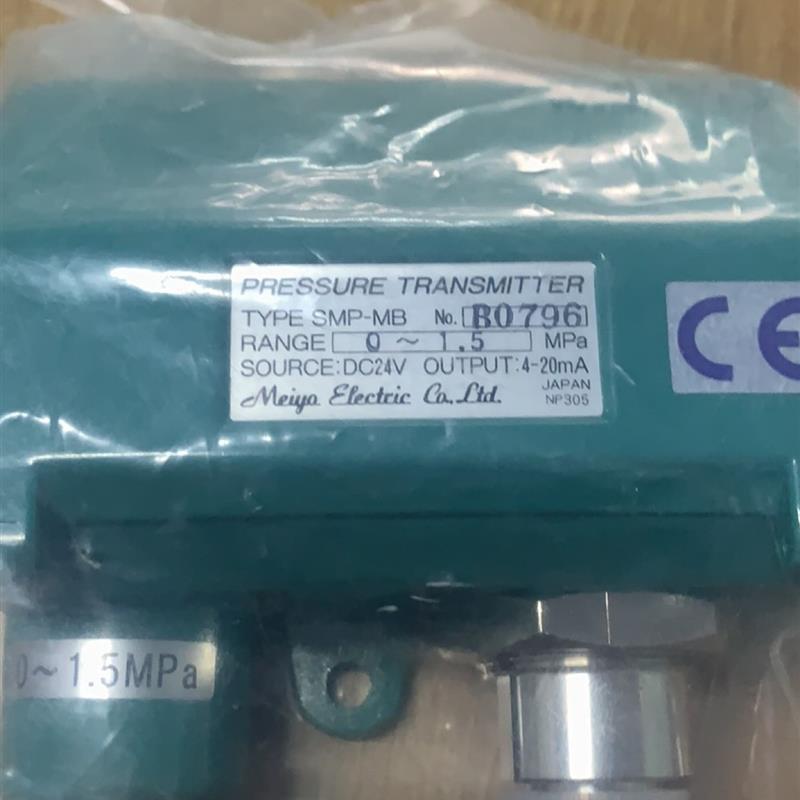 PRESSURE TRANSMITTER
TYPE SMP-MB No. B0796
RANGE 0 ~ 1.5 MPa
SOURCE:DC24V OUTPUT:4-20mA
Meiyo Electric Co., Ltd. JAPAN
NP305
CE
0~1.5MPa